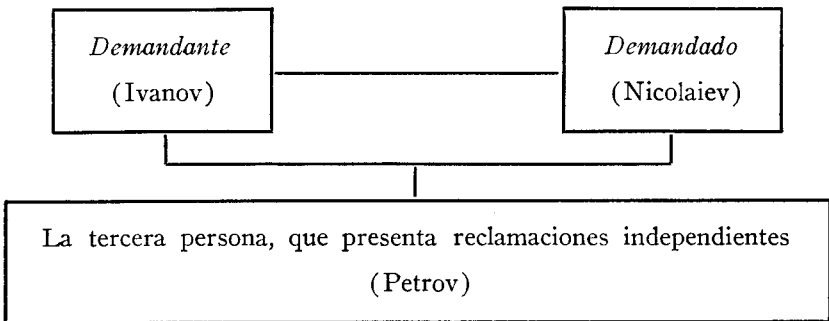 Demandante
(Ivanov)
Demandado
(Nicolaiev)
La tercera persona, que presenta reclamaciones independientes
(Petrov)